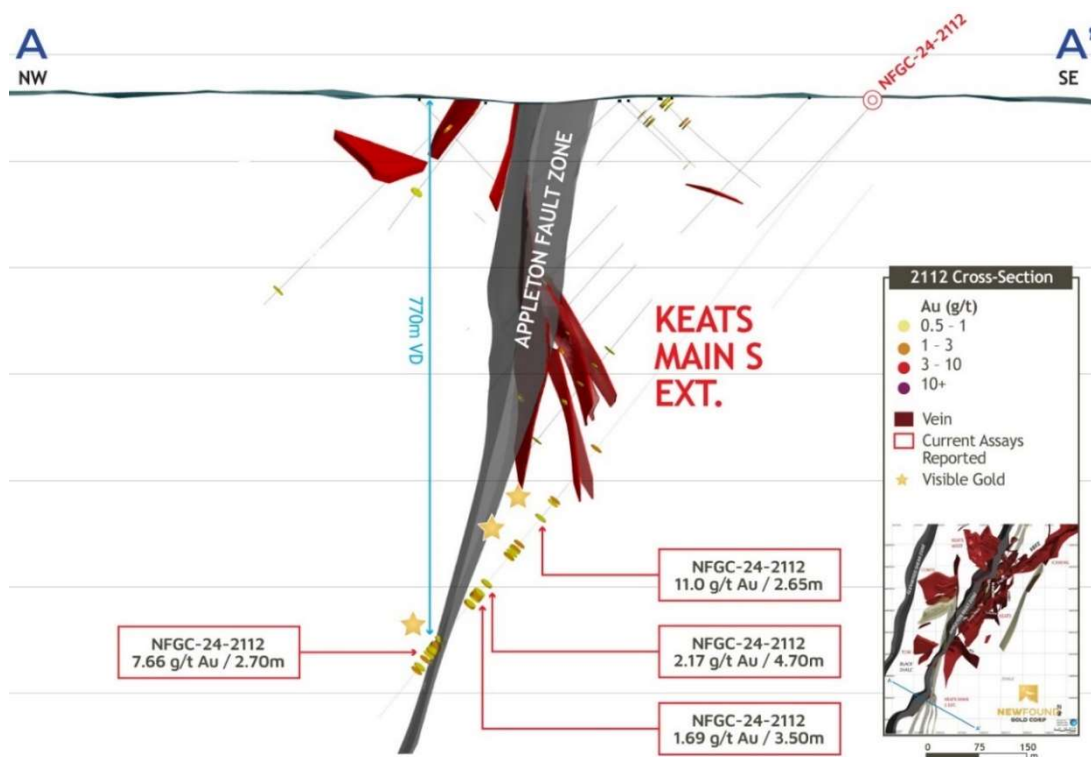 A
NW
NFGC-24-2112
A'
SE
APPLETON FAULT ZONE
770m VD
KEATS
MAIN S
EXT.
2112 Cross-Section
Au (g/t)
0.5 - 1
1 - 3
3 - 10
10+
Vein
Current Assays
Reported
Visible Gold
NFGC-24-2112
11.0 g/t Au / 2.65m
NFGC-24-2112
7.66 g/t Au / 2.70m
NFGC-24-2112
2.17 g/t Au / 4.70m
NFGC-24-2112
1.69 g/t Au / 3.50m
NEWFOUND
GOLD CORP
0 75 150
m